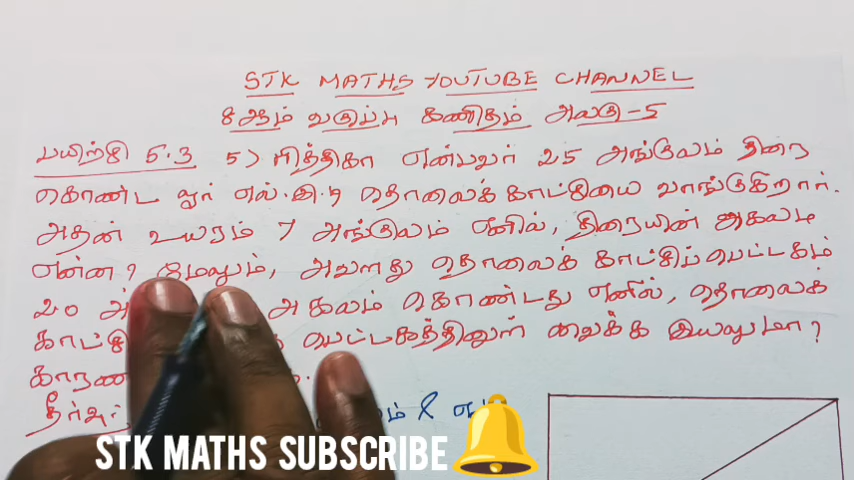 STK MATHS YOUTUBE CHANNEL
8ஆம் வகுப்பு கணிதம் அலகு-5
பயிற்சி 5.3 5) ரித்திகா என்பவர் 25 அங்குலம் திரை
கொண்ட ஓர் எல்.இ.டி தொலைக்காட்சியை வாங்குகிறார்.
அதன் உயரம் 7 அங்குலம் எனில், திரையின் அகலம்
என்ன? மேலும், அவளது தொலைக் காட்சிப்பெட்டகம்
20 அகலம் கொண்டது எனில், தொலைக்
காட்சி பெட்டகத்தினுள் வைக்க இயலுமா?
STK MATHS SUBSCRIBE